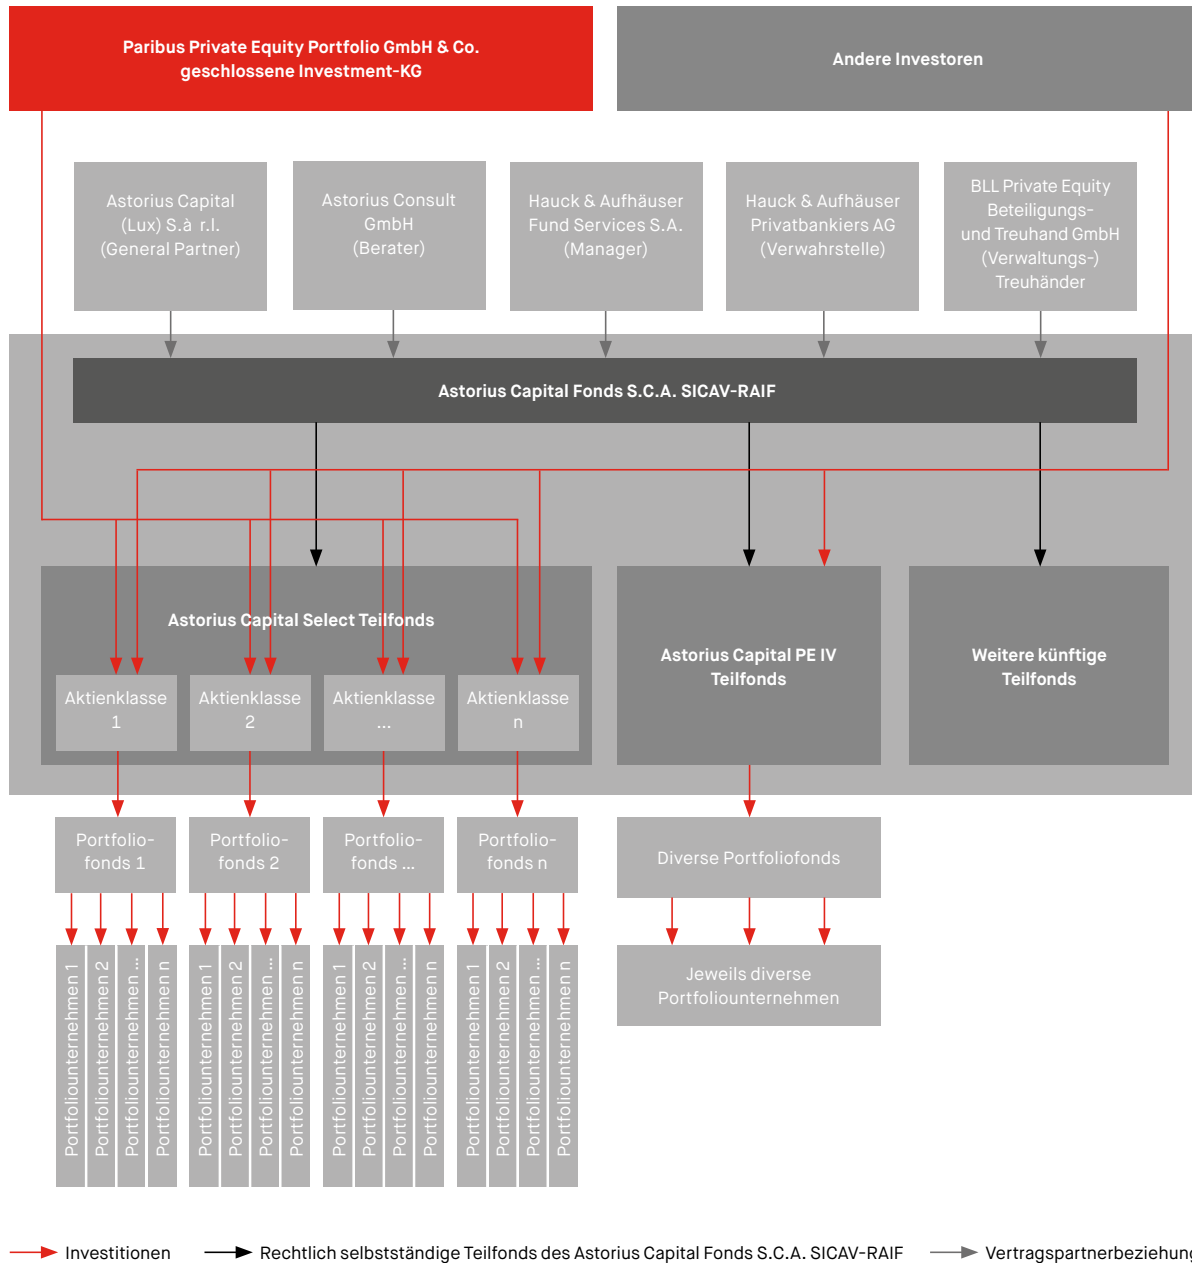 Paribus Private Equity Portfolio GmbH & Co.
geschlossene Investment-KG
Andere Investoren
Astorius Capital
(Lux) S.à r.l.
(General Partner)
Astorius Consult
GmbH
(Berater)
Hauck & Aufhäuser
Fund Services S.A.
(Manager)
Hauck & Aufhäuser
Privatbankiers AG
(Verwahrstelle)
BLL Private Equity
Beteiligungs-
und Treuhand GmbH
(Verwaltungs-)
Treuhänder
Astorius Capital Fonds S.C.A. SICAV-RAIF
Astorius Capital Select Teilfonds
Aktienklasse
1
Aktienklasse
2
Aktienklasse
...
Aktienklasse
n
Astorius Capital PE IV
Teilfonds
Weitere künftige
Teilfonds
Portfolio-
fonds 1
Portfolio-
fonds 2
Portfolio-
fonds ...
Portfolio-
fonds n
Diverse Portfoliofonds
Portfoliounternehmen 1
Portfoliounternehmen 2
Portfoliounternehmen ...
Portfoliounternehmen n
Portfoliounternehmen 1
Portfoliounternehmen 2
Portfoliounternehmen ...
Portfoliounternehmen n
Portfoliounternehmen 1
Portfoliounternehmen 2
Portfoliounternehmen ...
Portfoliounternehmen n
Portfoliounternehmen 1
Portfoliounternehmen 2
Portfoliounternehmen ...
Portfoliounternehmen n
Jeweils diverse
Portfoliounternehmen
Investitionen
Rechtlich selbstständige Teilfonds des Astorius Capital Fonds S.C.A. SICAV-RAIF
Vertragspartnerbeziehung